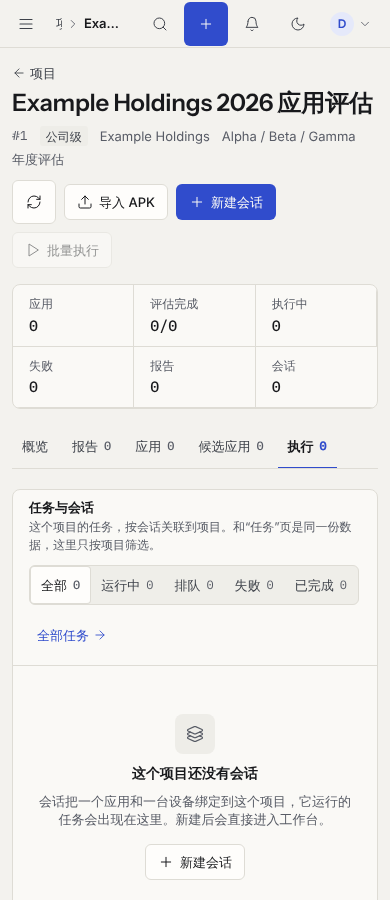 Exa...
D
项目
Example Holdings 2026 应用评估
#1 公司级 Example Holdings Alpha / Beta / Gamma
年度评估
导入 APK
新建会话
批量执行
应用 评估完成 执行中
0 0/0 0
失败 报告 会话
0 0 0
概览 报告 0 应用 0 候选应用 0 执行 0
任务与会话
这个项目的任务，按会话关联到项目。和“任务”页是同一份数
据，这里只按项目筛选。
全部 0 运行中 0 排队 0 失败 0 已完成 0
全部任务
这个项目还没有会话
会话把一个应用和一台设备绑定到这个项目，它运行的
任务会出现在这里。新建后会直接进入工作台。
新建会话